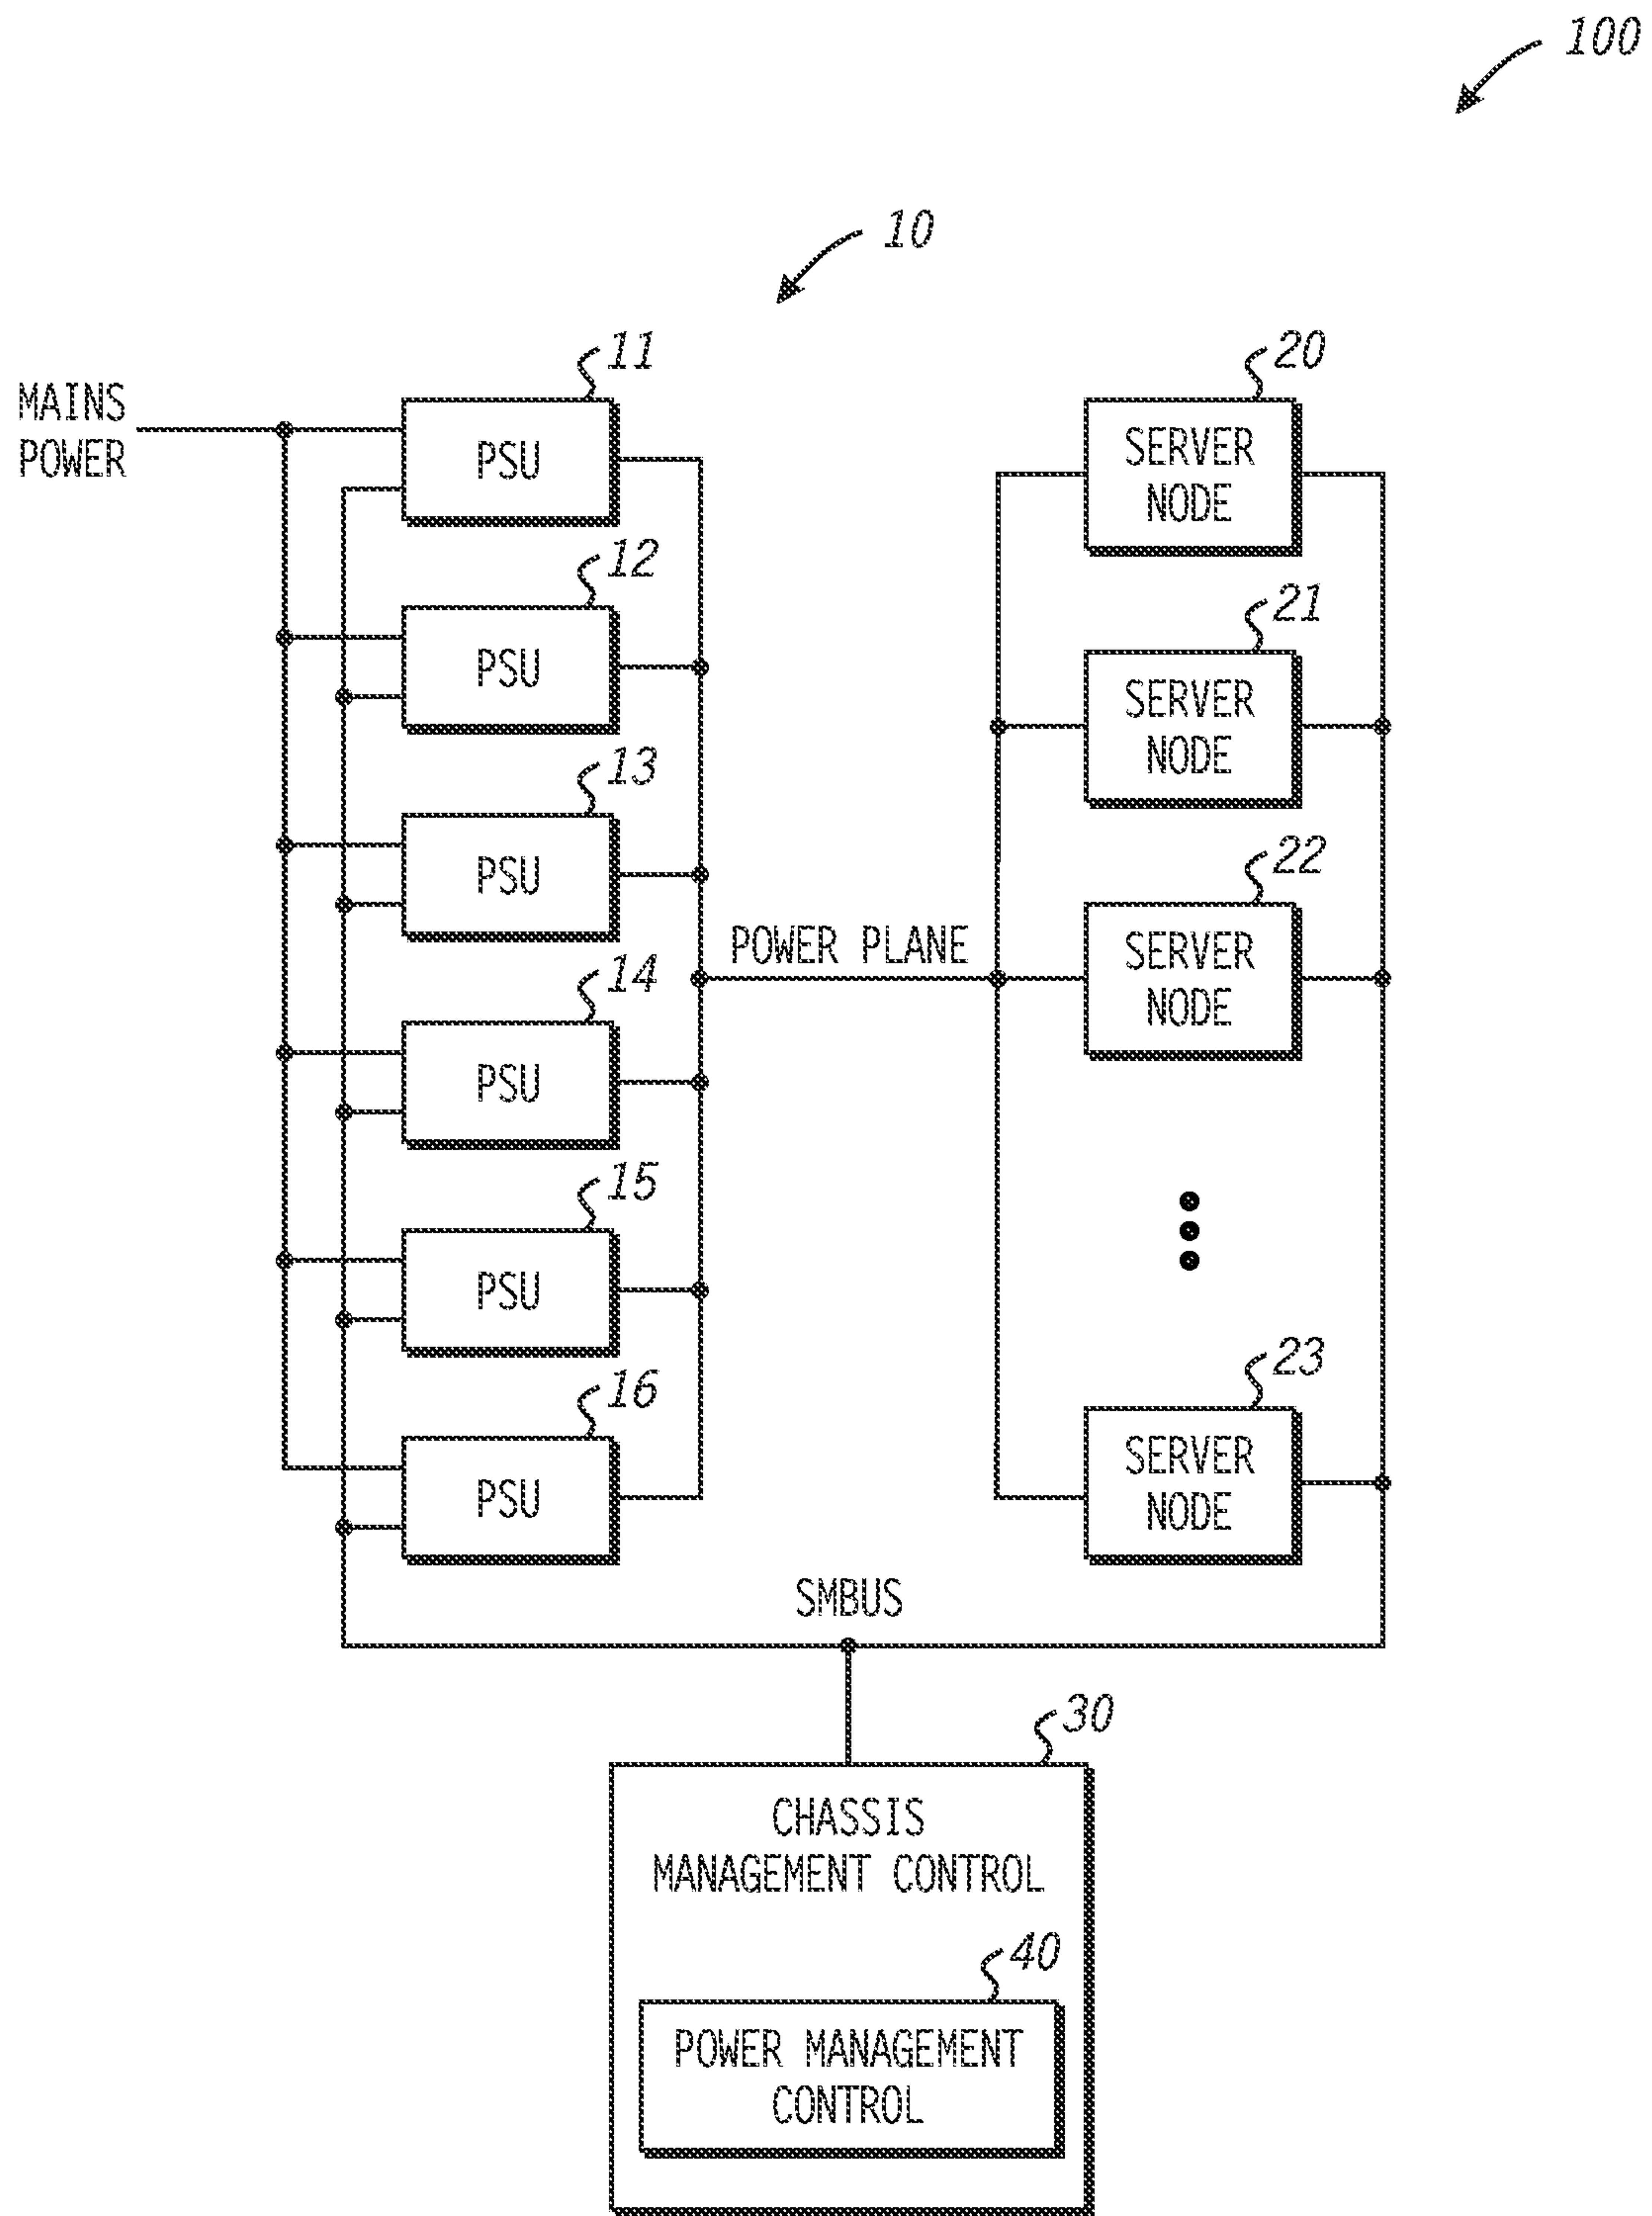 100
10
MAINS
POWER
11
PSU
12
PSU
13
PSU
14
PSU
15
PSU
16
PSU
POWER PLANE
20
SERVER
NODE
21
SERVER
NODE
22
SERVER
NODE
23
SERVER
NODE
SMBUS
30
CHASSIS
MANAGEMENT CONTROL
40
POWER MANAGEMENT
CONTROL